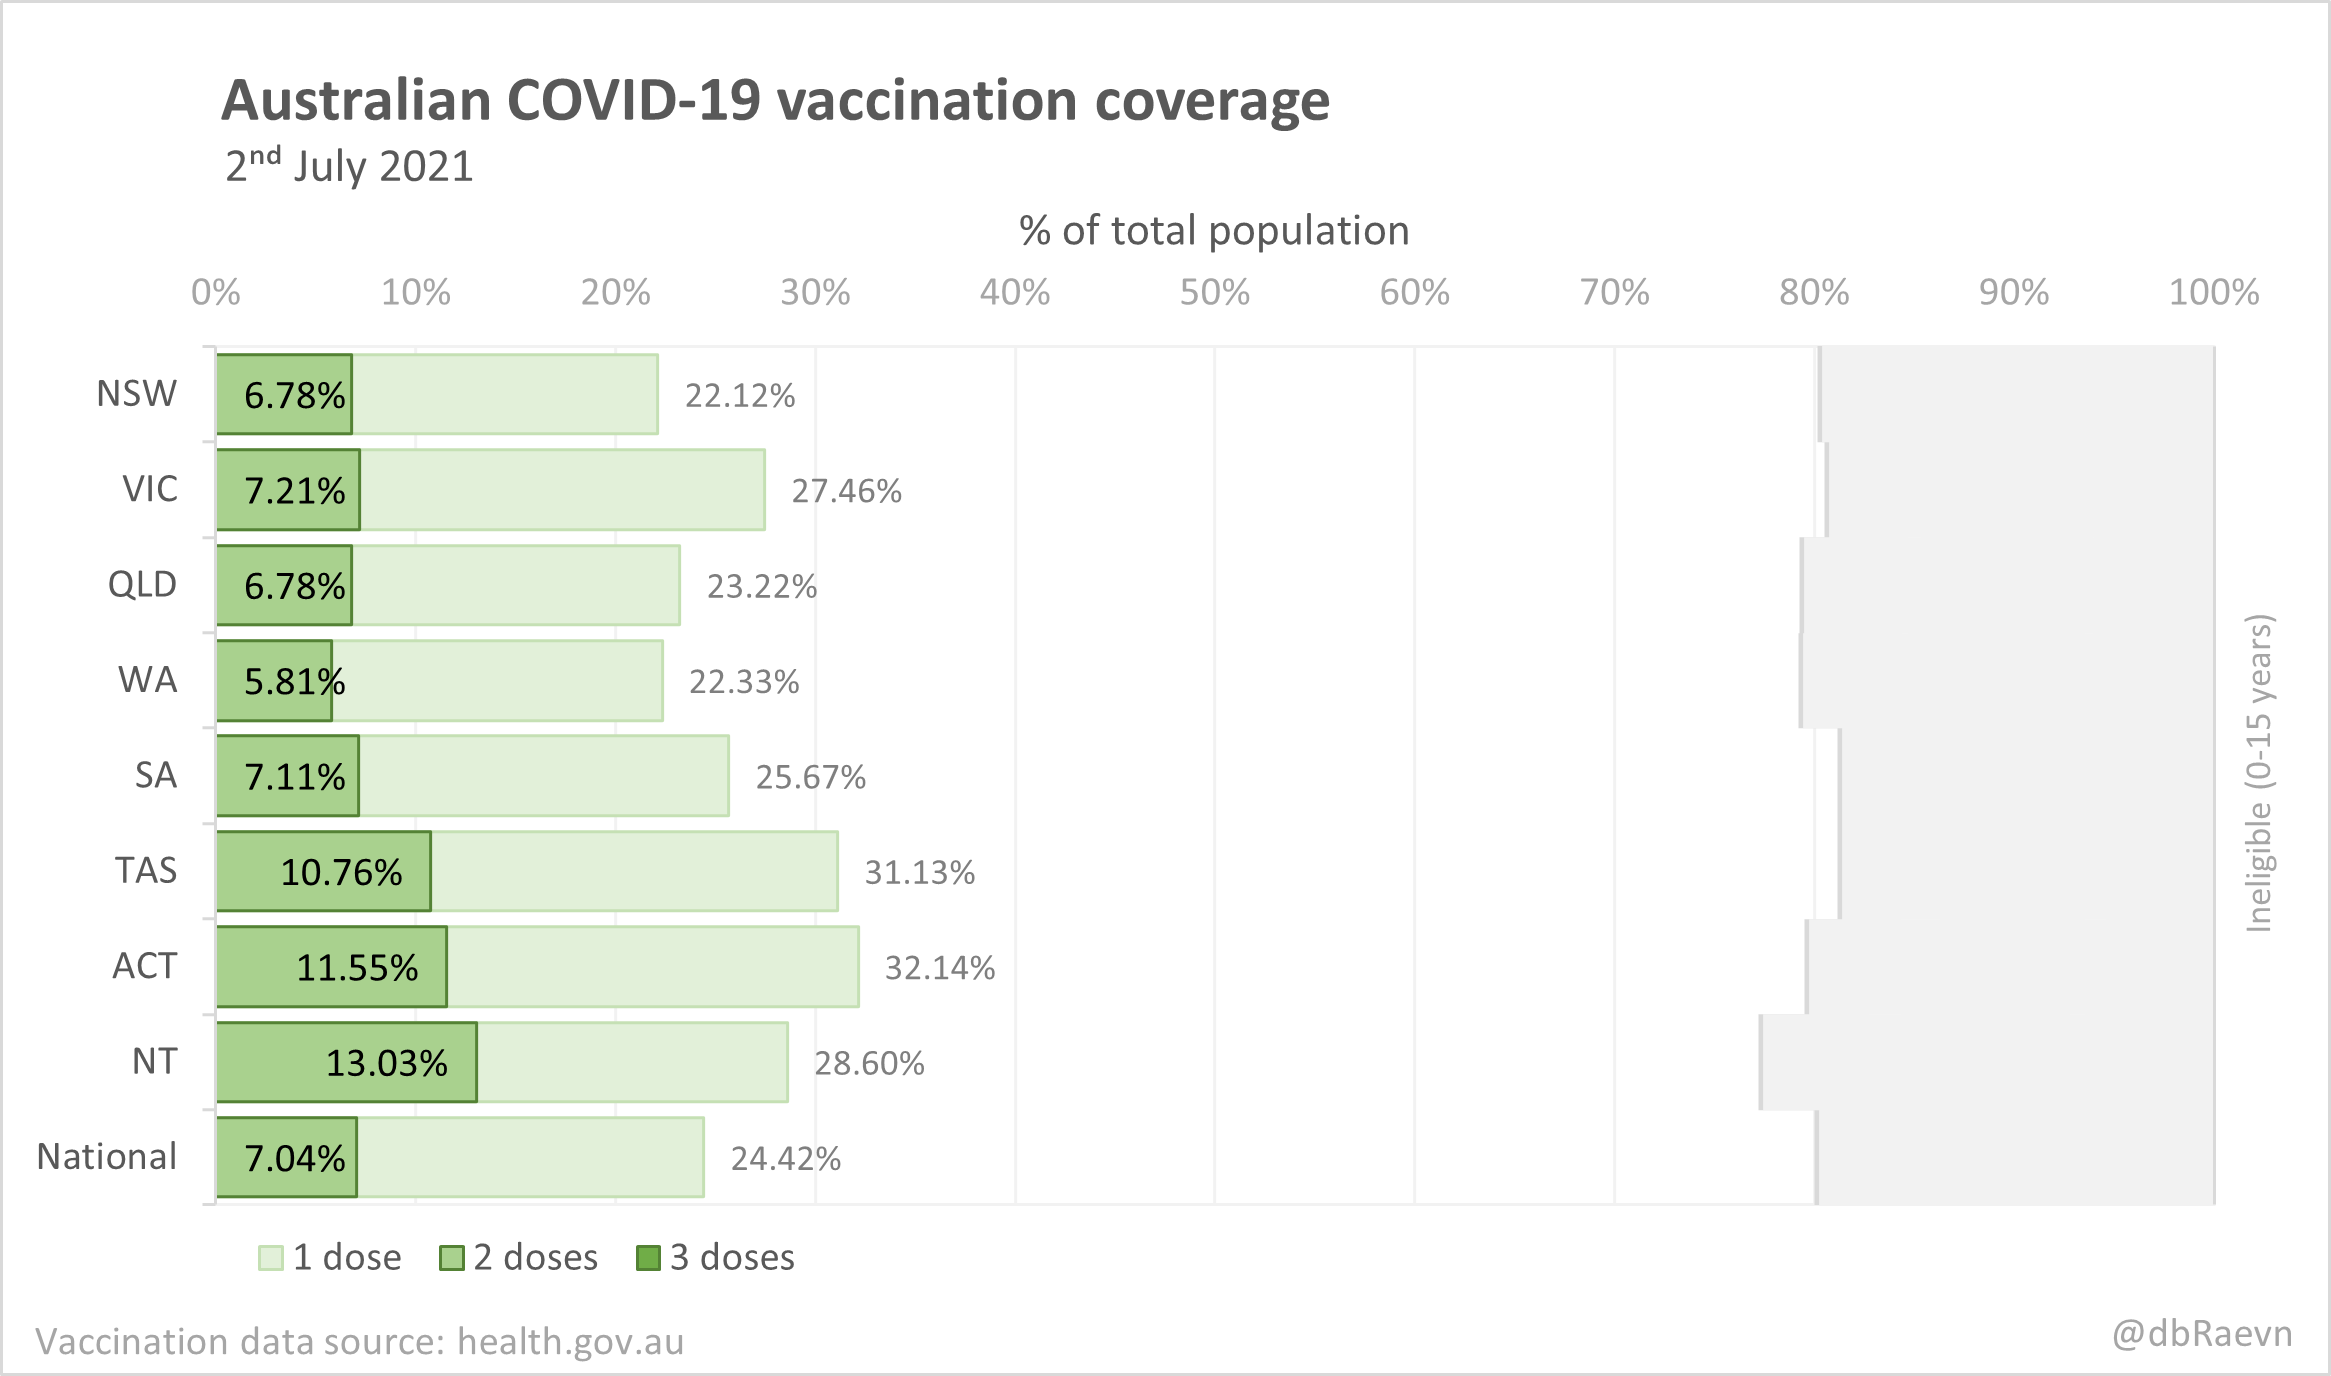 Australian COVID-19 vaccination coverage
2nd July 2021
% of total population
0% 10% 20% 30% 40% 50% 60% 70% 80% 90% 100%
NSW 6.78% 22.12%
VIC 7.21% 27.46%
QLD 6.78% 23.22%
WA 5.81% 22.33%
SA 7.11% 25.67%
TAS 10.76% 31.13%
ACT 11.55% 32.14%
NT 13.03% 28.60%
National 7.04% 24.42%
Ineligible (0-15 years)
1 dose 2 doses 3 doses
Vaccination data source: health.gov.au
@dbRaevn